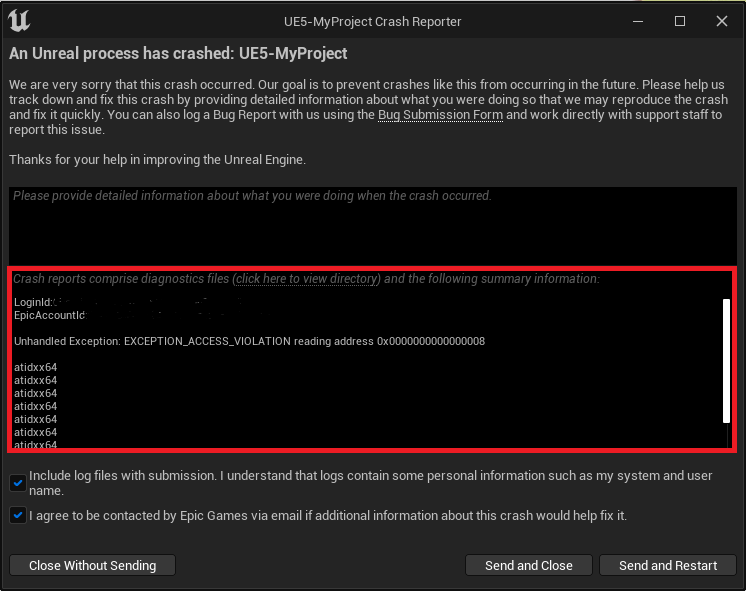 UE5-MyProject Crash Reporter
An Unreal process has crashed: UE5-MyProject
We are very sorry that this crash occurred. Our goal is to prevent crashes like this from occurring in the future. Please help us
track down and fix this crash by providing detailed information about what you were doing so that we may reproduce the crash
and fix it quickly. You can also log a Bug Report with us using the Bug Submission Form and work directly with support staff to
report this issue.
Thanks for your help in improving the Unreal Engine.
Please provide detailed information about what you were doing when the crash occurred.
Crash reports comprise diagnostics files (click here to view directory) and the following summary information:
LoginId:
EpicAccountId:
Unhandled Exception: EXCEPTION_ACCESS_VIOLATION reading address 0x0000000000000008
atidxx64
atidxx64
atidxx64
atidxx64
atidxx64
atidxx64
atidxx64
Include log files with submission. I understand that logs contain some personal information such as my system and user
name.
I agree to be contacted by Epic Games via email if additional information about this crash would help fix it.
Close Without Sending
Send and Close
Send and Restart